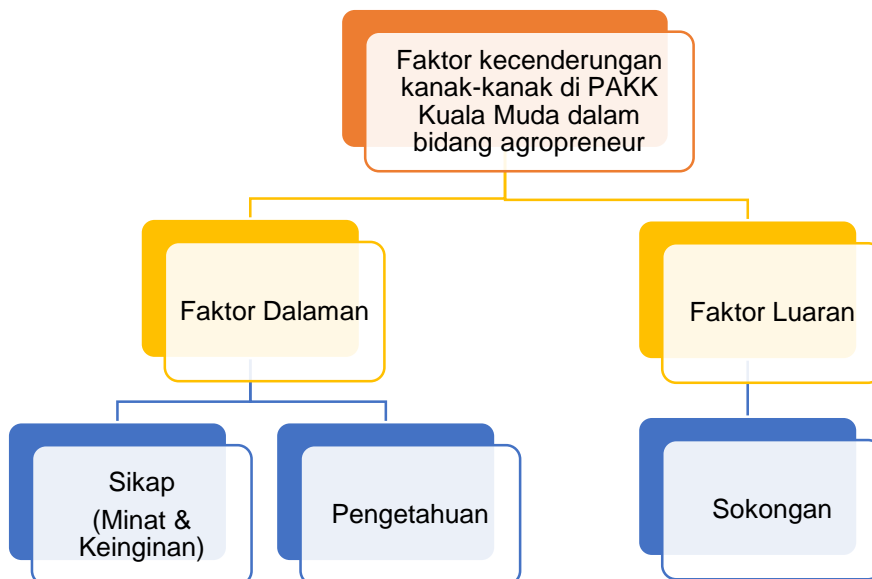 Faktor kecenderungan
kanak-kanak di PAKK
Kuala Muda dalam
bidang agropreneur
Faktor Dalaman
Faktor Luaran
Sikap
(Minat &
Keinginan)
Pengetahuan
Sokongan